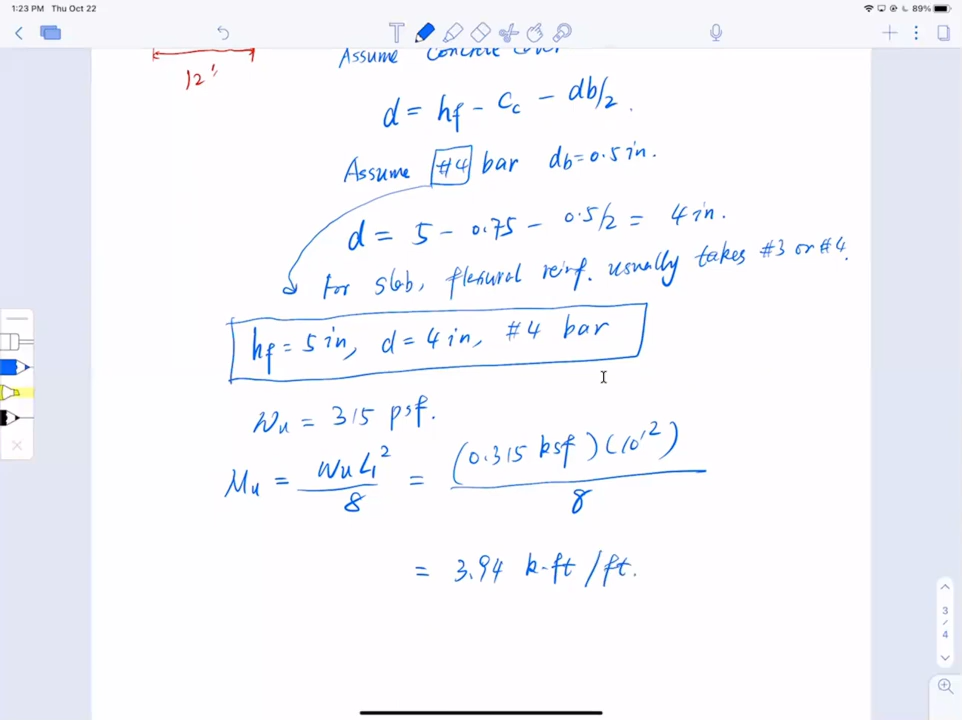 1:23 PM Thu Oct 22
89%
Assume Concrete Cover
12"
d = hf - Cc - db/2.
Assume #4 bar db=0.5 in.
d = 5 - 0.75 - 0.5/2 = 4 in.
For slab, flexural reinf. usually takes #3 or #4.
hf = 5 in, d = 4 in, #4 bar
Wu = 315 psf.
Mu = WuL1²/8 = (0.315 ksf)(10'²)/8
= 3.94 k-ft/ft.
3
/
4